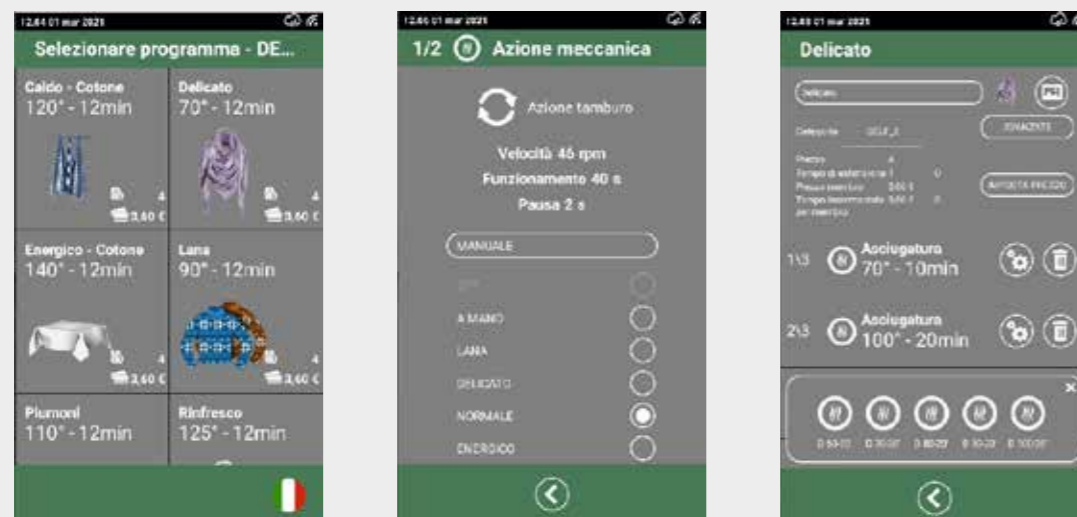 12,44 01 mar 2021
Selezionare programma - DE...
Caldo - Cotone
120° - 12min
4
3,60 €
Delicato
70° - 12min
4
3,60 €
Energico - Cotone
140° - 12min
4
3,60 €
Lana
90° - 12min
4
3,60 €
Piumoni
110° - 12min
Rinfresco
125° - 12min
12,46 01 mar 2021
1/2 Azione meccanica
Azione tamburo
Velocità 46 rpm
Funzionamento 40 s
Pausa 2 s
MANUALE
A MANO
LANA
DELICATO
NORMALE
ENERGICO
12,48 01 mar 2021
Delicato
Delicato
Prezzo 4
IMPOSTA PREZZO
1\3 Asciugatura
70° - 10min
2\3 Asciugatura
100° - 20min